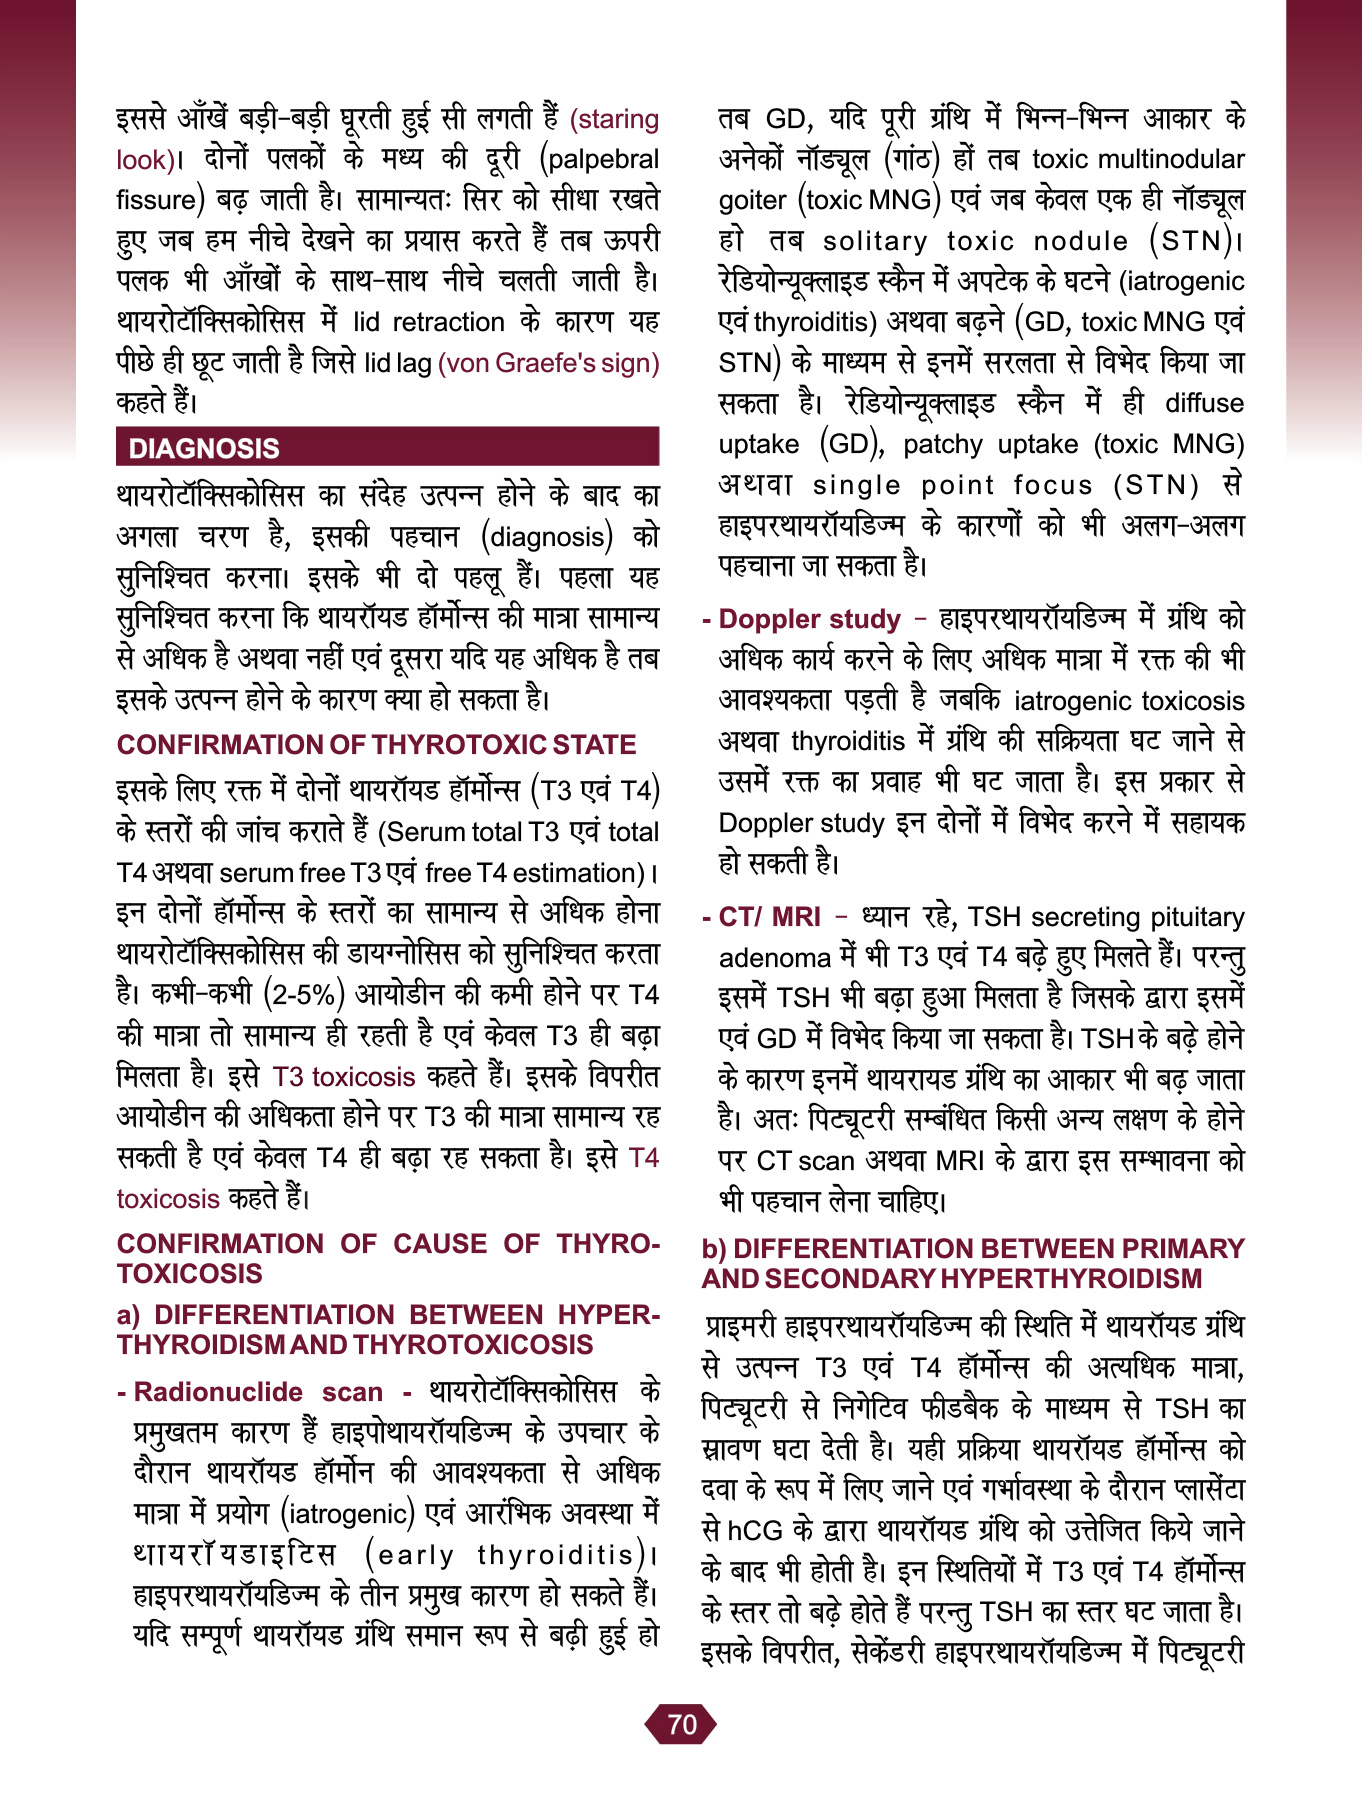 इससे आँखें बड़ी-बड़ी घूरती हुई सी लगती हैं (staring
look)। दोनों पलकों के मध्य की दूरी (palpebral
fissure) बढ़ जाती है। सामान्यतः सिर को सीधा रखते
हुए जब हम नीचे देखने का प्रयास करते हैं तब ऊपरी
पलक भी आँखों के साथ-साथ नीचे चलती जाती है।
थायरोटॉक्सिकोसिस में lid retraction के कारण यह
पीछे ही छूट जाती है जिसे lid lag (von Graefe's sign)
कहते हैं।
DIAGNOSIS
थायरोटॉक्सिकोसिस का संदेह उत्पन्न होने के बाद का
अगला चरण है, इसकी पहचान (diagnosis) को
सुनिश्चित करना। इसके भी दो पहलू हैं। पहला यह
सुनिश्चित करना कि थायरॉयड हॉर्मोन्स की मात्रा सामान्य
से अधिक है अथवा नहीं एवं दूसरा यदि यह अधिक है तब
इसके उत्पन्न होने के कारण क्या हो सकता है।
CONFIRMATION OF THYROTOXIC STATE
इसके लिए रक्त में दोनों थायरॉयड हॉर्मोन्स (T3 एवं T4)
के स्तरों की जांच कराते हैं (Serum total T3 एवं total
T4 अथवा serum free T3 एवं free T4 estimation)।
इन दोनों हॉर्मोन्स के स्तरों का सामान्य से अधिक होना
थायरोटॉक्सिकोसिस की डायग्नोसिस को सुनिश्चित करता
है। कभी-कभी (2-5%) आयोडीन की कमी होने पर T4
की मात्रा तो सामान्य ही रहती है एवं केवल T3 ही बढ़ा
मिलता है। इसे T3 toxicosis कहते हैं। इसके विपरीत
आयोडीन की अधिकता होने पर T3 की मात्रा सामान्य रह
सकती है एवं केवल T4 ही बढ़ा रह सकता है। इसे T4
toxicosis कहते हैं।
CONFIRMATION OF CAUSE OF THYRO-
TOXICOSIS
a) DIFFERENTIATION BETWEEN HYPER-
THYROIDISM AND THYROTOXICOSIS
- Radionuclide scan - थायरोटॉक्सिकोसिस के
प्रमुखतम कारण हैं हाइपोथायरॉयडिज्म के उपचार के
दौरान थायरॉयड हॉर्मोन की आवश्यकता से अधिक
मात्रा में प्रयोग (iatrogenic) एवं आरंभिक अवस्था में
थायरॉयडाइटिस (early thyroiditis)।
हाइपरथायरॉयडिज्म के तीन प्रमुख कारण हो सकते हैं।
यदि सम्पूर्ण थायरॉयड ग्रंथि समान रूप से बढ़ी हुई हो
तब GD, यदि पूरी ग्रंथि में भिन्न-भिन्न आकार के
अनेकों नॉड्यूल (गांठ) हों तब toxic multinodular
goiter (toxic MNG) एवं जब केवल एक ही नॉड्यूल
हो तब solitary toxic nodule (STN)।
रेडियोन्यूक्लाइड स्कैन में अपटेक के घटने (iatrogenic
एवं thyroiditis) अथवा बढ़ने (GD, toxic MNG एवं
STN) के माध्यम से इनमें सरलता से विभेद किया जा
सकता है। रेडियोन्यूक्लाइड स्कैन में ही diffuse
uptake (GD), patchy uptake (toxic MNG)
अथवा single point focus (STN) से
हाइपरथायरॉयडिज्म के कारणों को भी अलग-अलग
पहचाना जा सकता है।
- Doppler study – हाइपरथायरॉयडिज्म में ग्रंथि को
अधिक कार्य करने के लिए अधिक मात्रा में रक्त की भी
आवश्यकता पड़ती है जबकि iatrogenic toxicosis
अथवा thyroiditis में ग्रंथि की सक्रियता घट जाने से
उसमें रक्त का प्रवाह भी घट जाता है। इस प्रकार से
Doppler study इन दोनों में विभेद करने में सहायक
हो सकती है।
- CT/ MRI – ध्यान रहे, TSH secreting pituitary
adenoma में भी T3 एवं T4 बढ़े हुए मिलते हैं। परन्तु
इसमें TSH भी बढ़ा हुआ मिलता है जिसके द्वारा इसमें
एवं GD में विभेद किया जा सकता है। TSH के बढ़े होने
के कारण इनमें थायरायड ग्रंथि का आकार भी बढ़ जाता
है। अतः पिट्यूटरी सम्बंधित किसी अन्य लक्षण के होने
पर CT scan अथवा MRI के द्वारा इस सम्भावना को
भी पहचान लेना चाहिए।
b) DIFFERENTIATION BETWEEN PRIMARY
AND SECONDARY HYPERTHYROIDISM
प्राइमरी हाइपरथायरॉयडिज्म की स्थिति में थायरॉयड ग्रंथि
से उत्पन्न T3 एवं T4 हॉर्मोन्स की अत्यधिक मात्रा,
पिट्यूटरी से निगेटिव फीडबैक के माध्यम से TSH का
स्रावण घटा देती है। यही प्रक्रिया थायरॉयड हॉर्मोन्स को
दवा के रूप में लिए जाने एवं गर्भावस्था के दौरान प्लासेंटा
से hCG के द्वारा थायरॉयड ग्रंथि को उत्तेजित किये जाने
के बाद भी होती है। इन स्थितियों में T3 एवं T4 हॉर्मोन्स
के स्तर तो बढ़े होते हैं परन्तु TSH का स्तर घट जाता है।
इसके विपरीत, सेकेंडरी हाइपरथायरॉयडिज्म में पिट्यूटरी
70